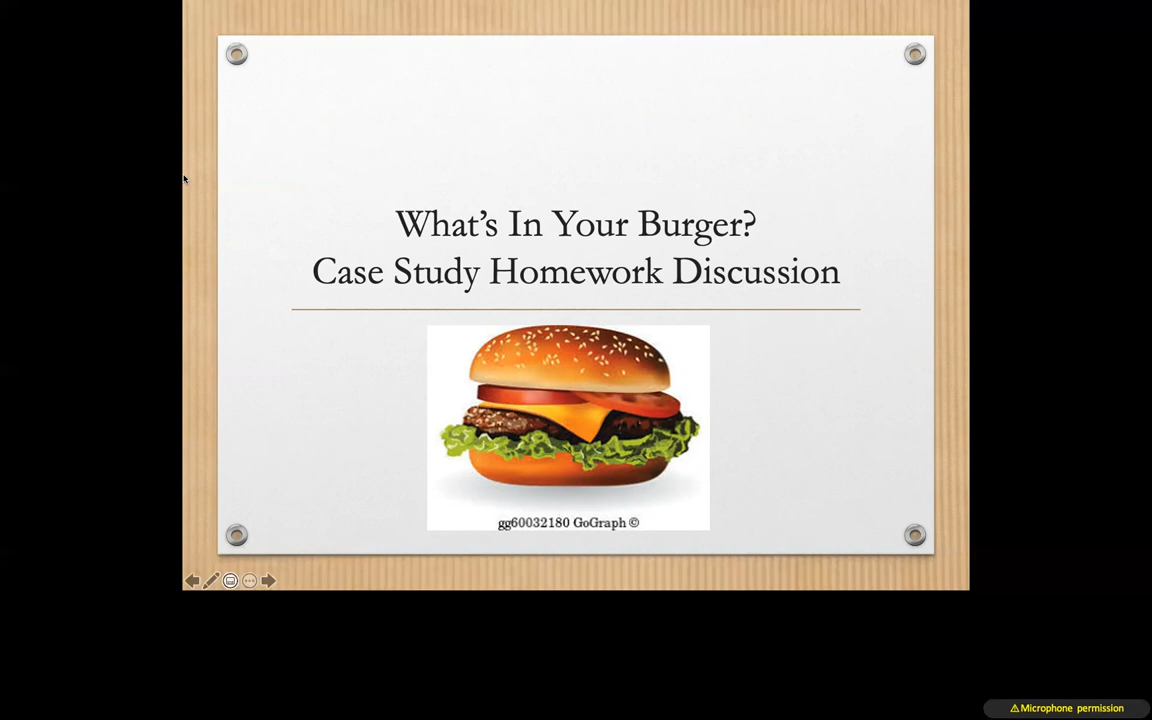 What’s In Your Burger?
Case Study Homework Discussion
gg60032180 GoGraph ©
⚠Microphone permission